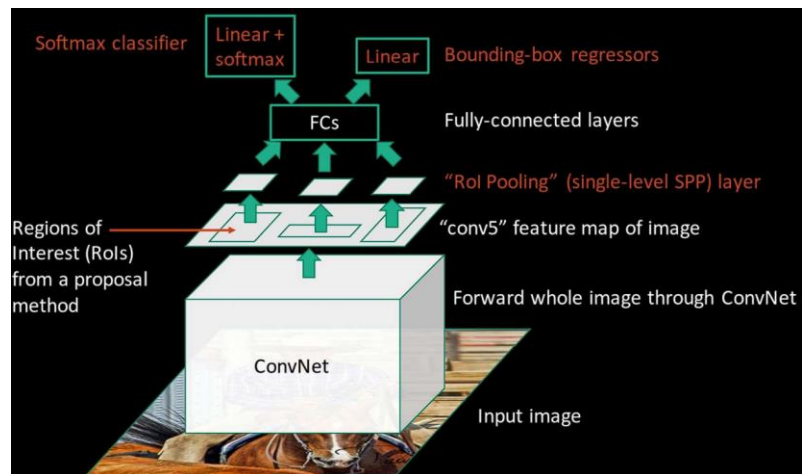 Softmax classifier
Linear +
softmax
Linear
Bounding-box regressors
FCs
Fully-connected layers
"RoI Pooling" (single-level SPP) layer
Regions of
Interest (RoIs)
from a proposal
method
"conv5" feature map of image
Forward whole image through ConvNet
ConvNet
Input image